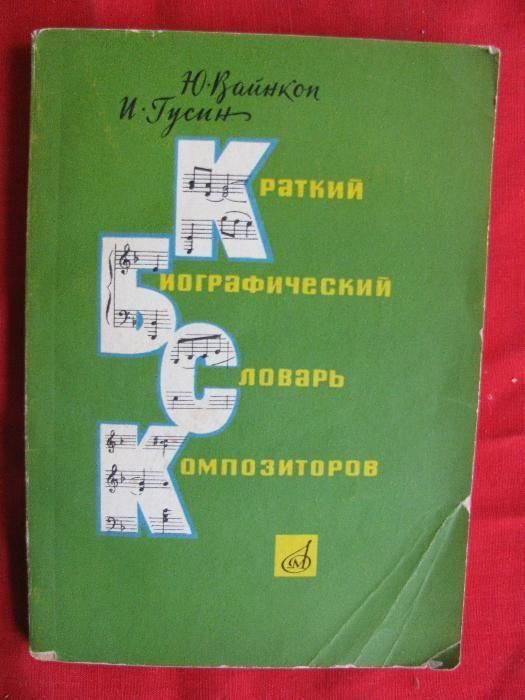 Ю. Вайнкоп
И. Гусин
Краткий
Биографический
Словарь
Композиторов